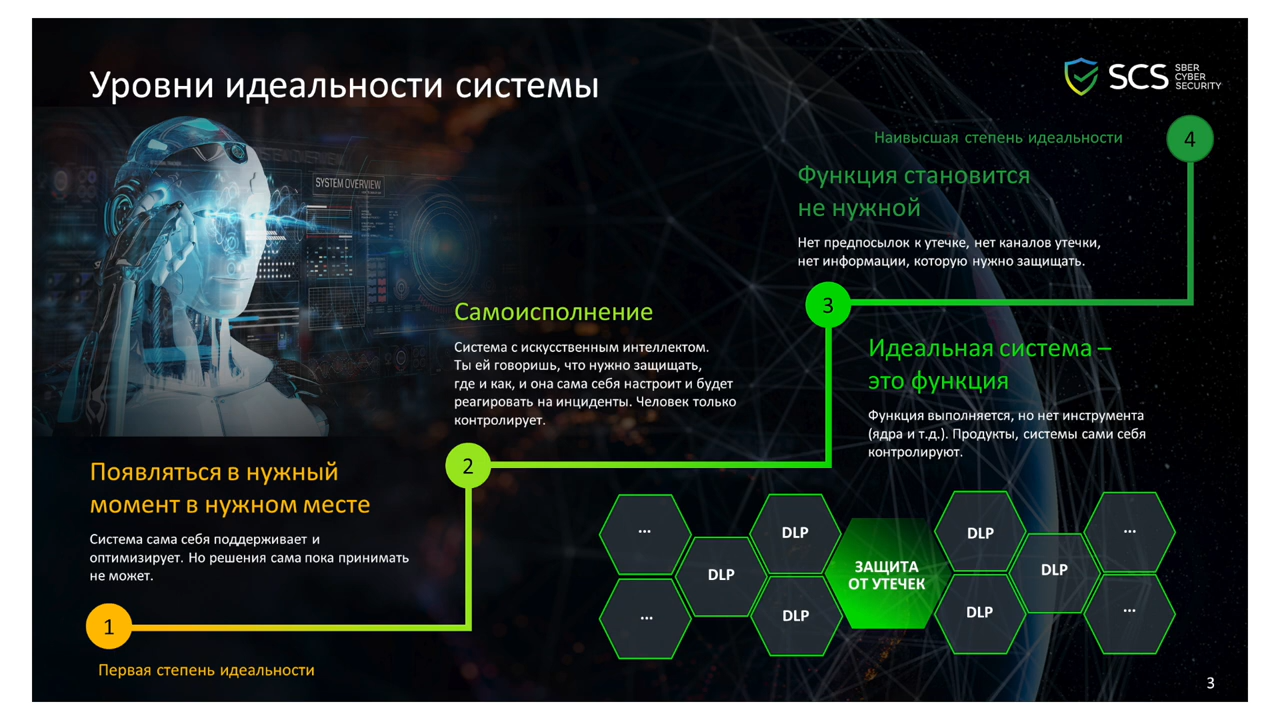 Уровни идеальности системы
SCS
SBER
CYBER
SECURITY
SYSTEM OVERVIEW
Наивысшая степень идеальности
4
Функция становится
не нужной
Нет предпосылок к утечке, нет каналов утечки,
нет информации, которую нужно защищать.
3
Самоисполнение
Система с искусственным интеллектом.
Ты ей говоришь, что нужно защищать,
где и как, и она сама себя настроит и будет
реагировать на инциденты. Человек только
контролирует.
Идеальная система –
это функция
Функция выполняется, но нет инструмента
(ядра и т.д.). Продукты, системы сами себя
контролируют.
2
Появляться в нужный
момент в нужном месте
Система сама себя поддерживает и
оптимизирует. Но решения сама пока принимать
не может.
1
Первая степень идеальности
...
DLP
DLP
...
DLP
ЗАЩИТА
ОТ УТЕЧЕК
DLP
DLP
DLP
...
...
3